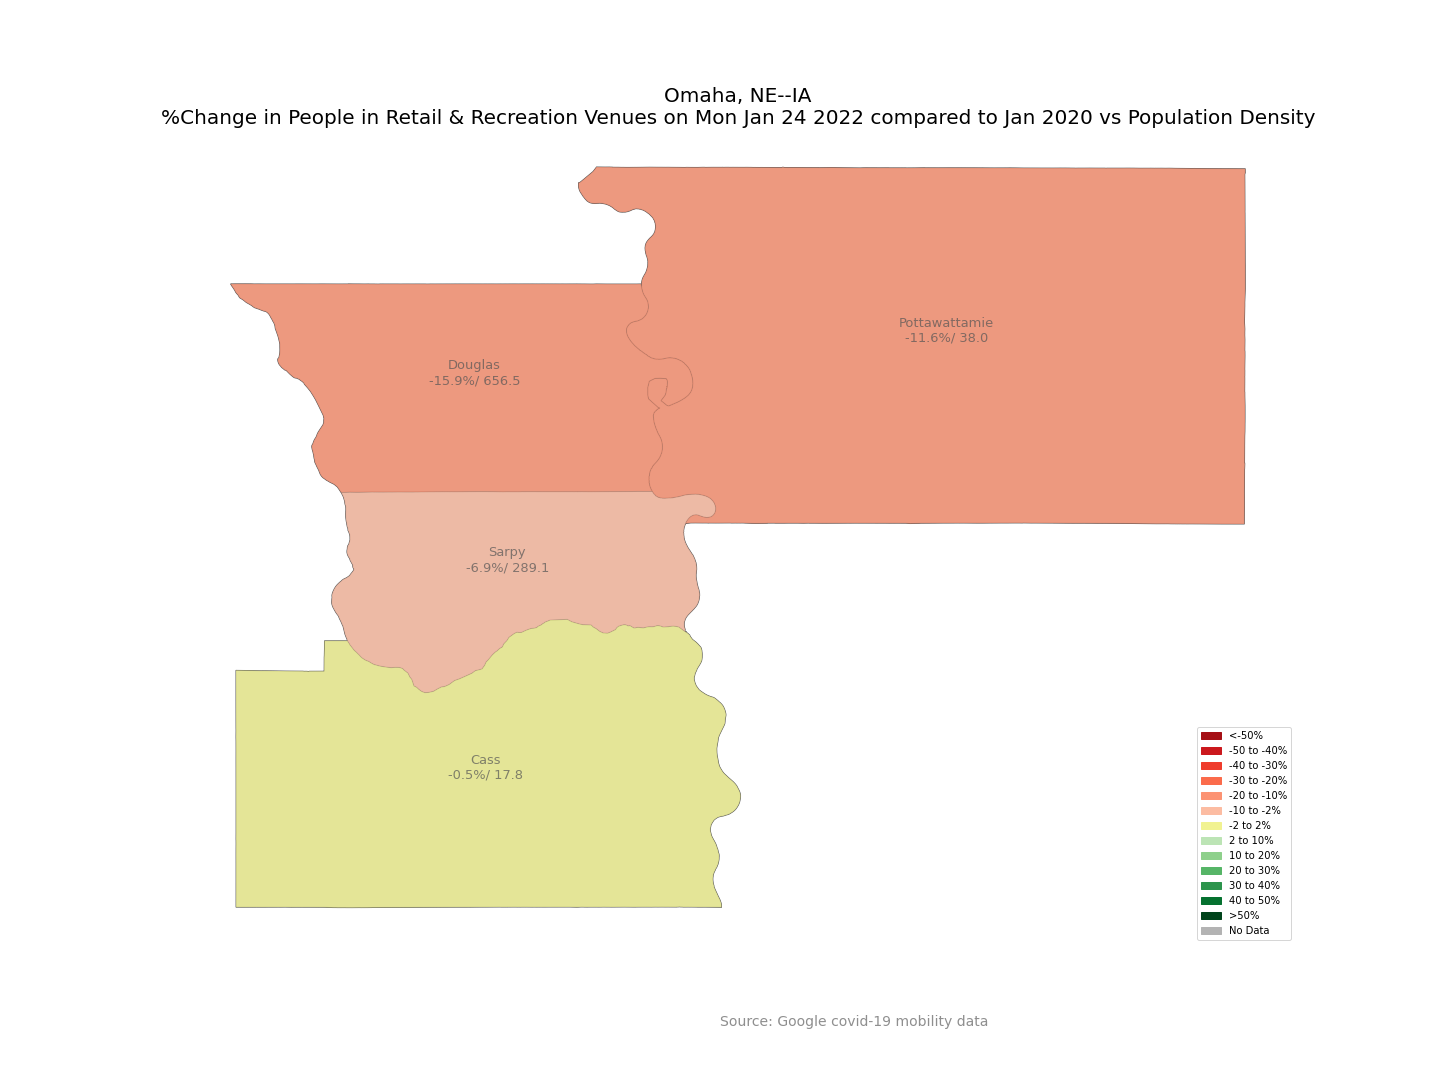 Omaha, NE--IA
%Change in People in Retail & Recreation Venues on Mon Jan 24 2022 compared to Jan 2020 vs Population Density
Pottawattamie
-11.6%/ 38.0
Douglas
-15.9%/ 656.5
Sarpy
-6.9%/ 289.1
Cass
-0.5%/ 17.8
<-50%
-50 to -40%
-40 to -30%
-30 to -20%
-20 to -10%
-10 to -2%
-2 to 2%
2 to 10%
10 to 20%
20 to 30%
30 to 40%
40 to 50%
>50%
No Data
Source: Google covid-19 mobility data